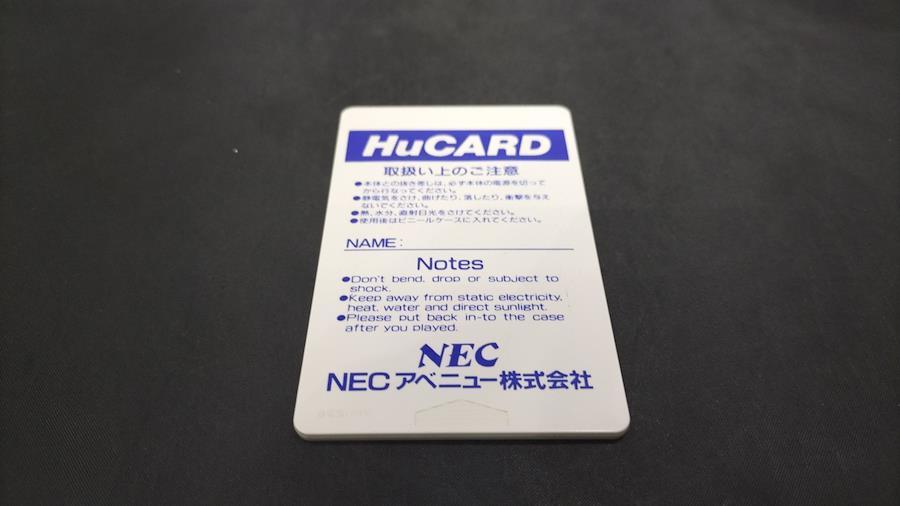 HuCARD
取扱い上のご注意
●本体との抜き差しは、必ず本体の電源を切って
から行なってください。
●静電気をさけ、曲げたり、落したり、衝撃を与え
ないでください。
●熱、水分、直射日光をさけてください。
●使用後はビニールケースに入れてください。
NAME:
Notes
●Don't bend, drop or subject to
shock.
●Keep away from static electricity,
heat, water and direct sunlight.
●Please put back in-to the case
after you played.
NEC
NECアベニュー株式会社